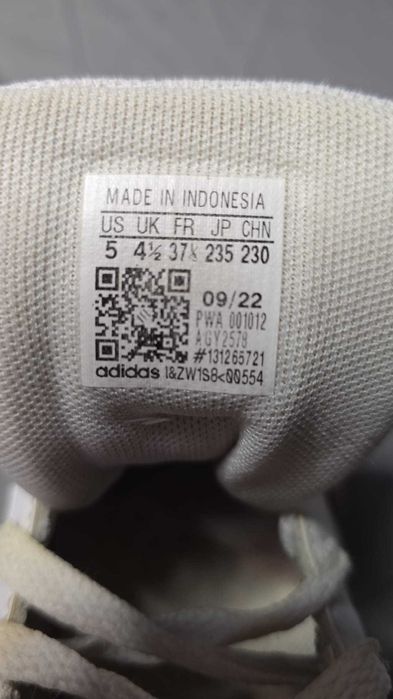 MADE IN INDONESIA
US UK FR JP CHN
5 4½ 37⅓ 235 230
09/22
PWA 001012
AGY2578
#131265721
adidas 1&ZW1S8<00554